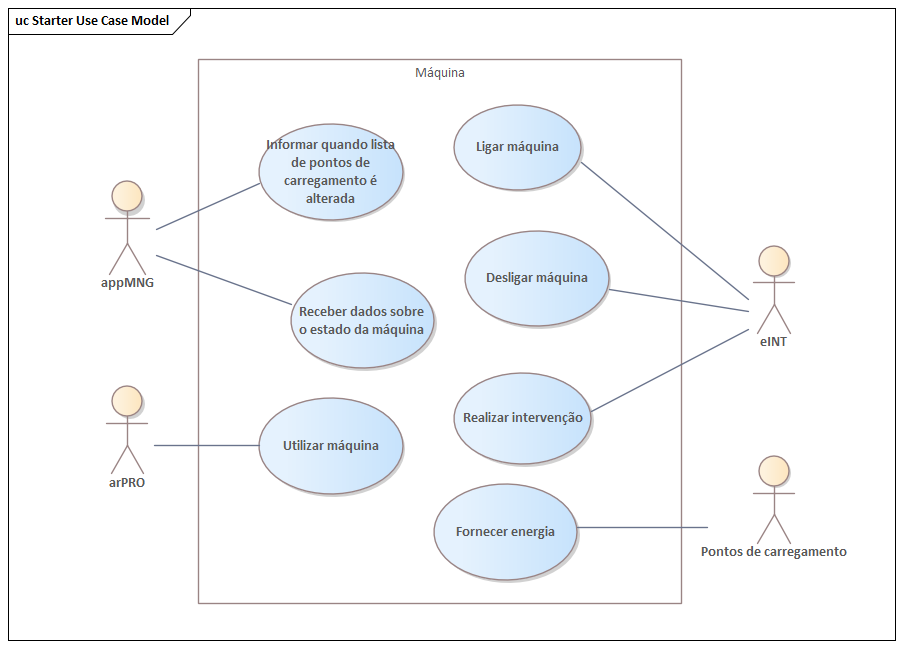 uc Starter Use Case Model
Máquina
Informar quando lista
de pontos de
carregamento é
alterada
Ligar máquina
appMNG
Desligar máquina
Receber dados sobre
o estado da máquina
eINT
Utilizar máquina
Realizar intervenção
arPRO
Fornecer energia
Pontos de carregamento